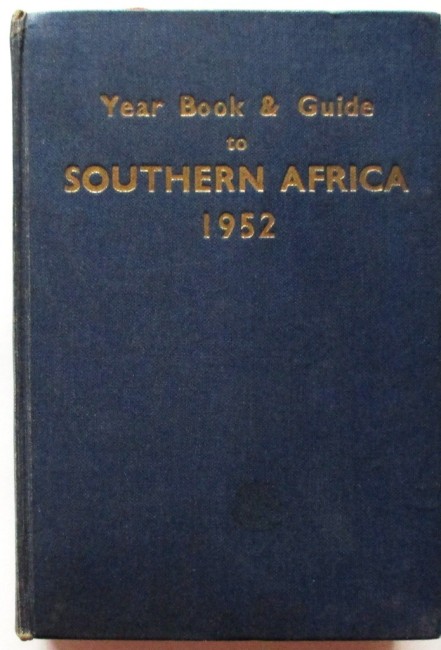 Year Book & Guide
to
SOUTHERN AFRICA
1952